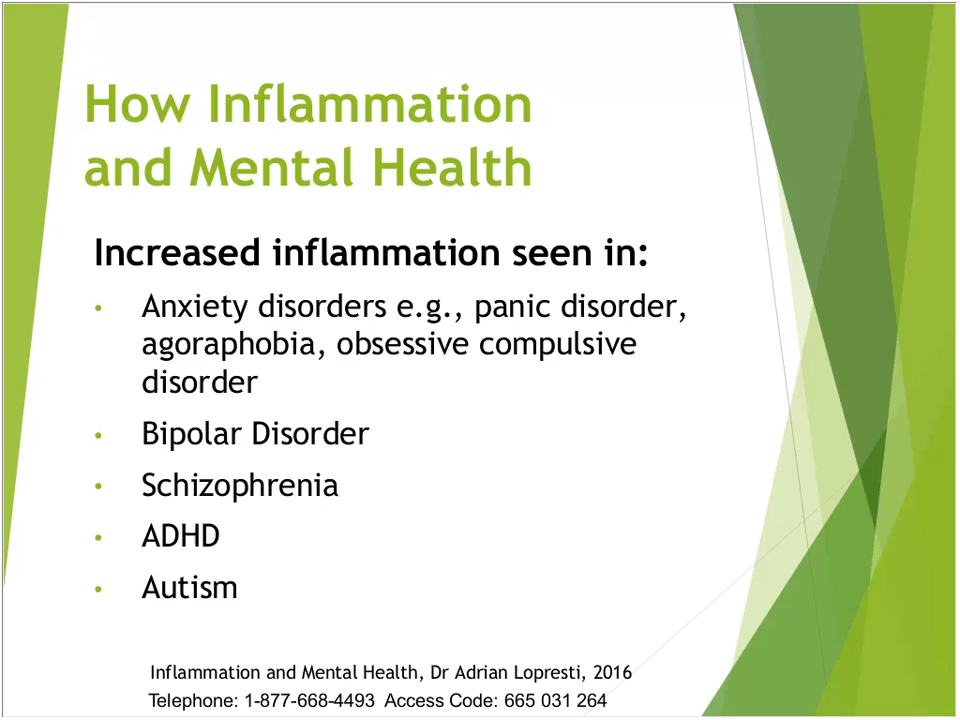 How Inflammation
and Mental Health
Increased inflammation seen in:
• Anxiety disorders e.g., panic disorder,
agoraphobia, obsessive compulsive
disorder
• Bipolar Disorder
• Schizophrenia
• ADHD
• Autism
Inflammation and Mental Health, Dr Adrian Lopresti, 2016
Telephone: 1-877-668-4493 Access Code: 665 031 264